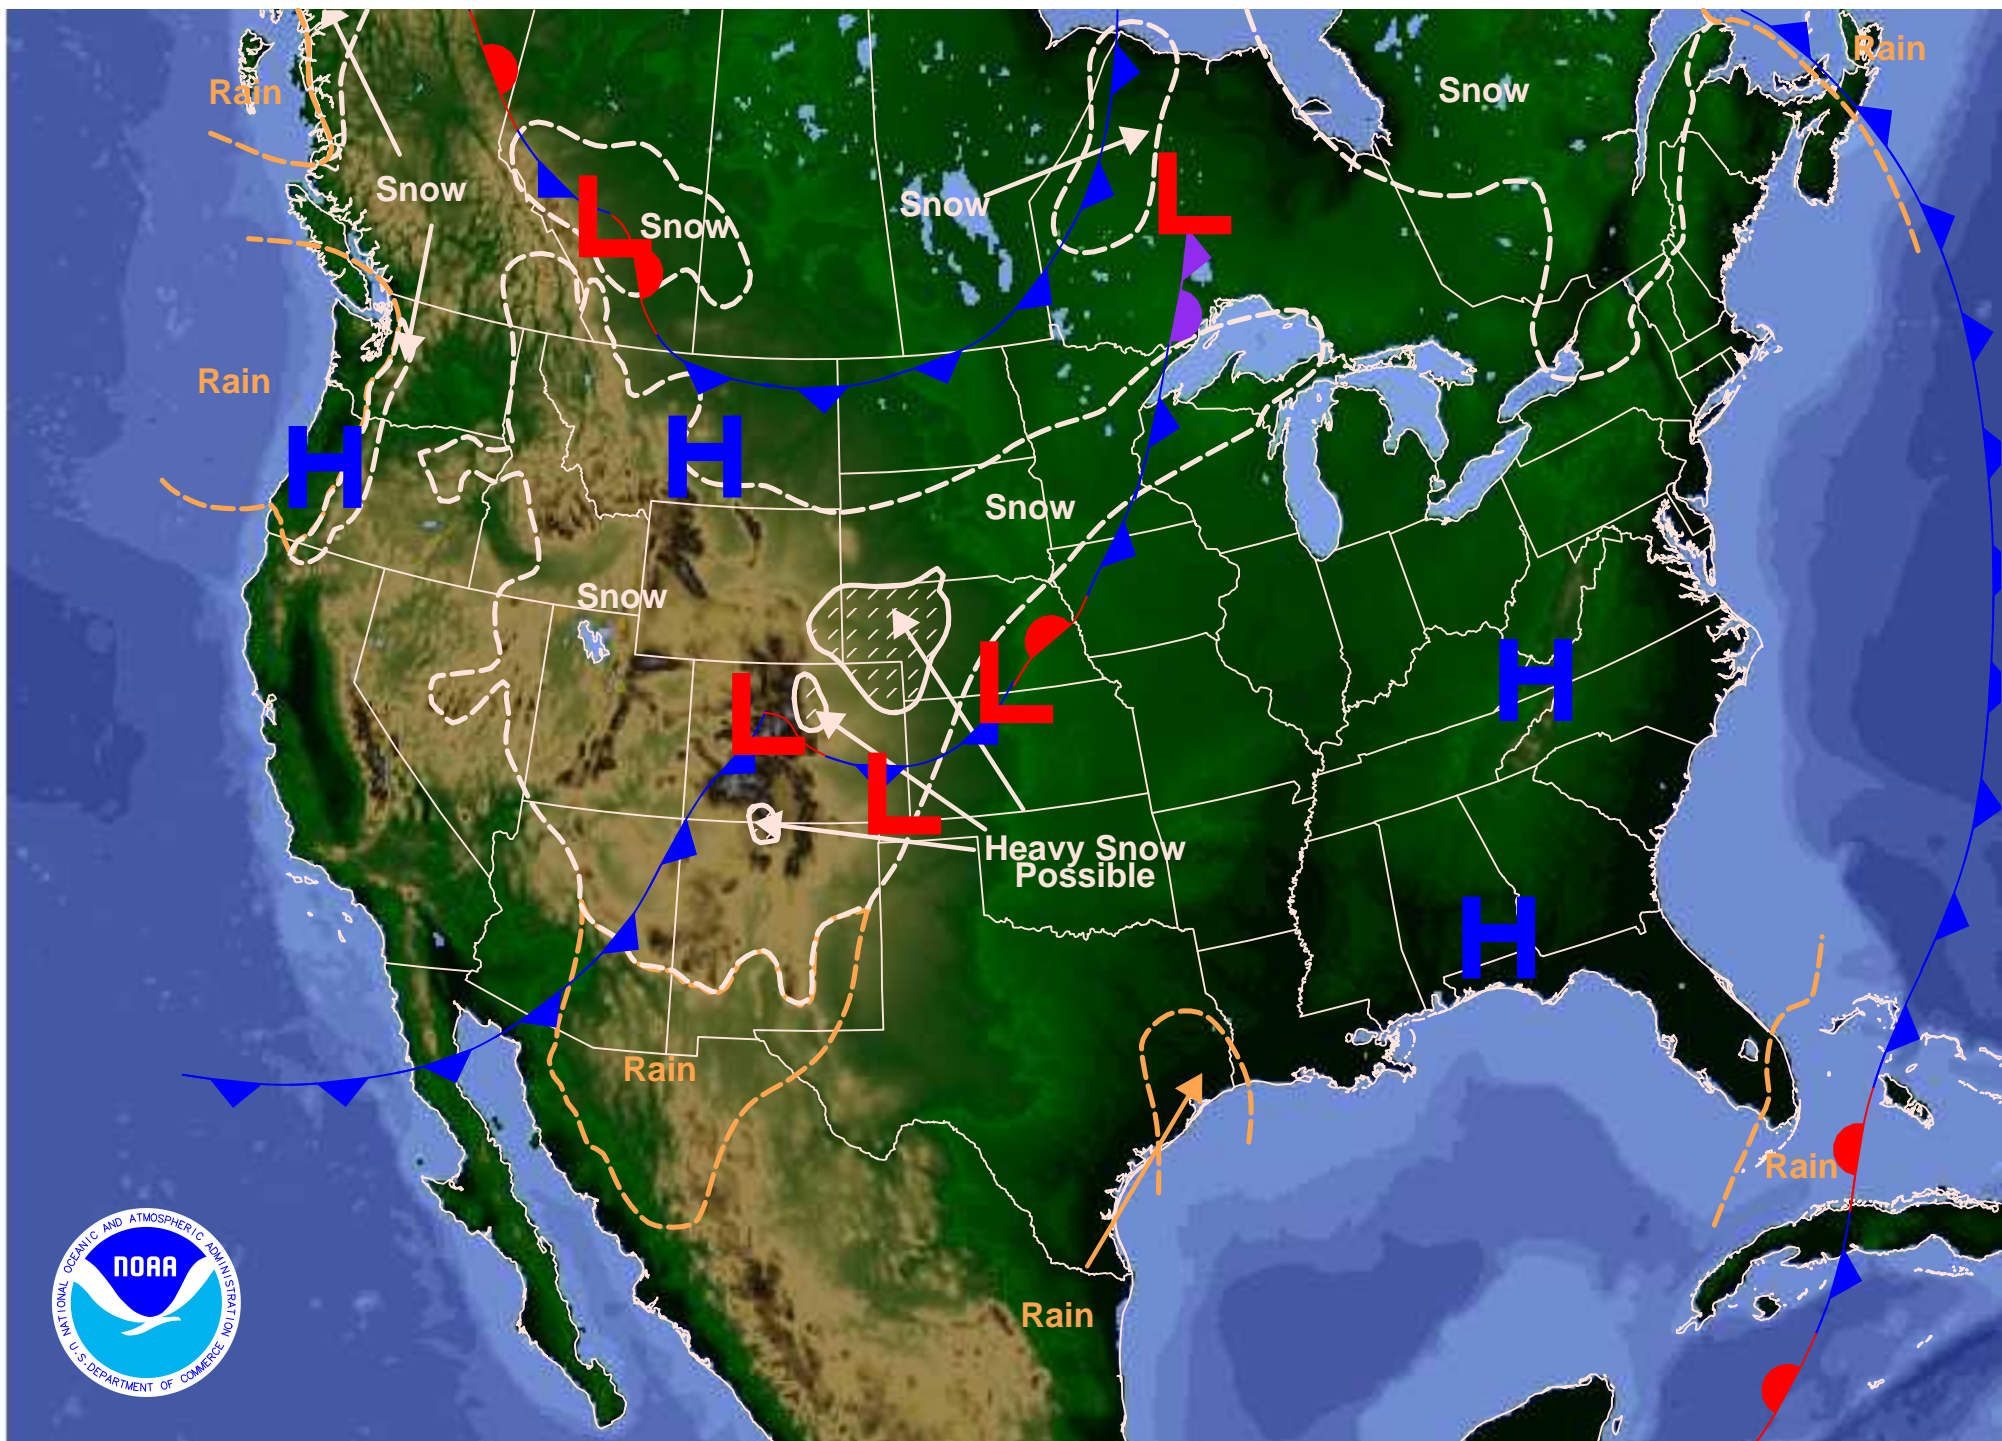 Rain
Rain
Snow
Snow
Snow
Snow
Rain
H
H
L
L
Snow
Snow
H
L
L
L
Heavy Snow
Possible
H
Rain
Rain
Rain
NOAA
NATIONAL OCEANIC AND ATMOSPHERIC ADMINISTRATION
U.S. DEPARTMENT OF COMMERCE